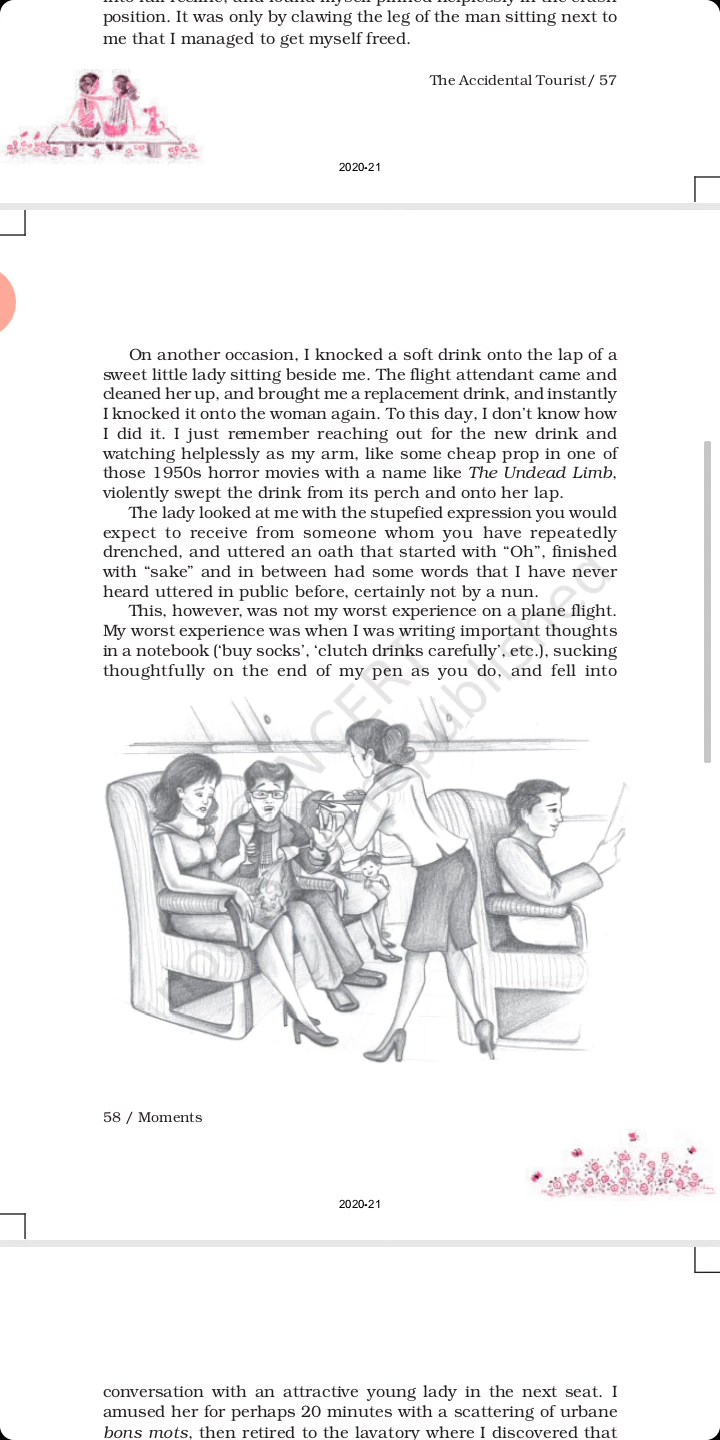 position. It was only by clawing the leg of the man sitting next to
me that I managed to get myself freed.
The Accidental Tourist/ 57
2020-21
On another occasion, I knocked a soft drink onto the lap of a
sweet little lady sitting beside me. The flight attendant came and
cleaned her up, and brought me a replacement drink, and instantly
I knocked it onto the woman again. To this day, I don't know how
I did it. I just remember reaching out for the new drink and
watching helplessly as my arm, like some cheap prop in one of
those 1950s horror movies with a name like The Undead Limb,
violently swept the drink from its perch and onto her lap.
The lady looked at me with the stupefied expression you would
expect to receive from someone whom you have repeatedly
drenched, and uttered an oath that started with “Oh”, finished
with “sake” and in between had some words that I have never
heard uttered in public before, certainly not by a nun.
This, however, was not my worst experience on a plane flight.
My worst experience was when I was writing important thoughts
in a notebook (‘buy socks’, ‘clutch drinks carefully’, etc.), sucking
thoughtfully on the end of my pen as you do, and fell into
58 / Moments
2020-21
conversation with an attractive young lady in the next seat. I
amused her for perhaps 20 minutes with a scattering of urbane
bons mots, then retired to the lavatory where I discovered that